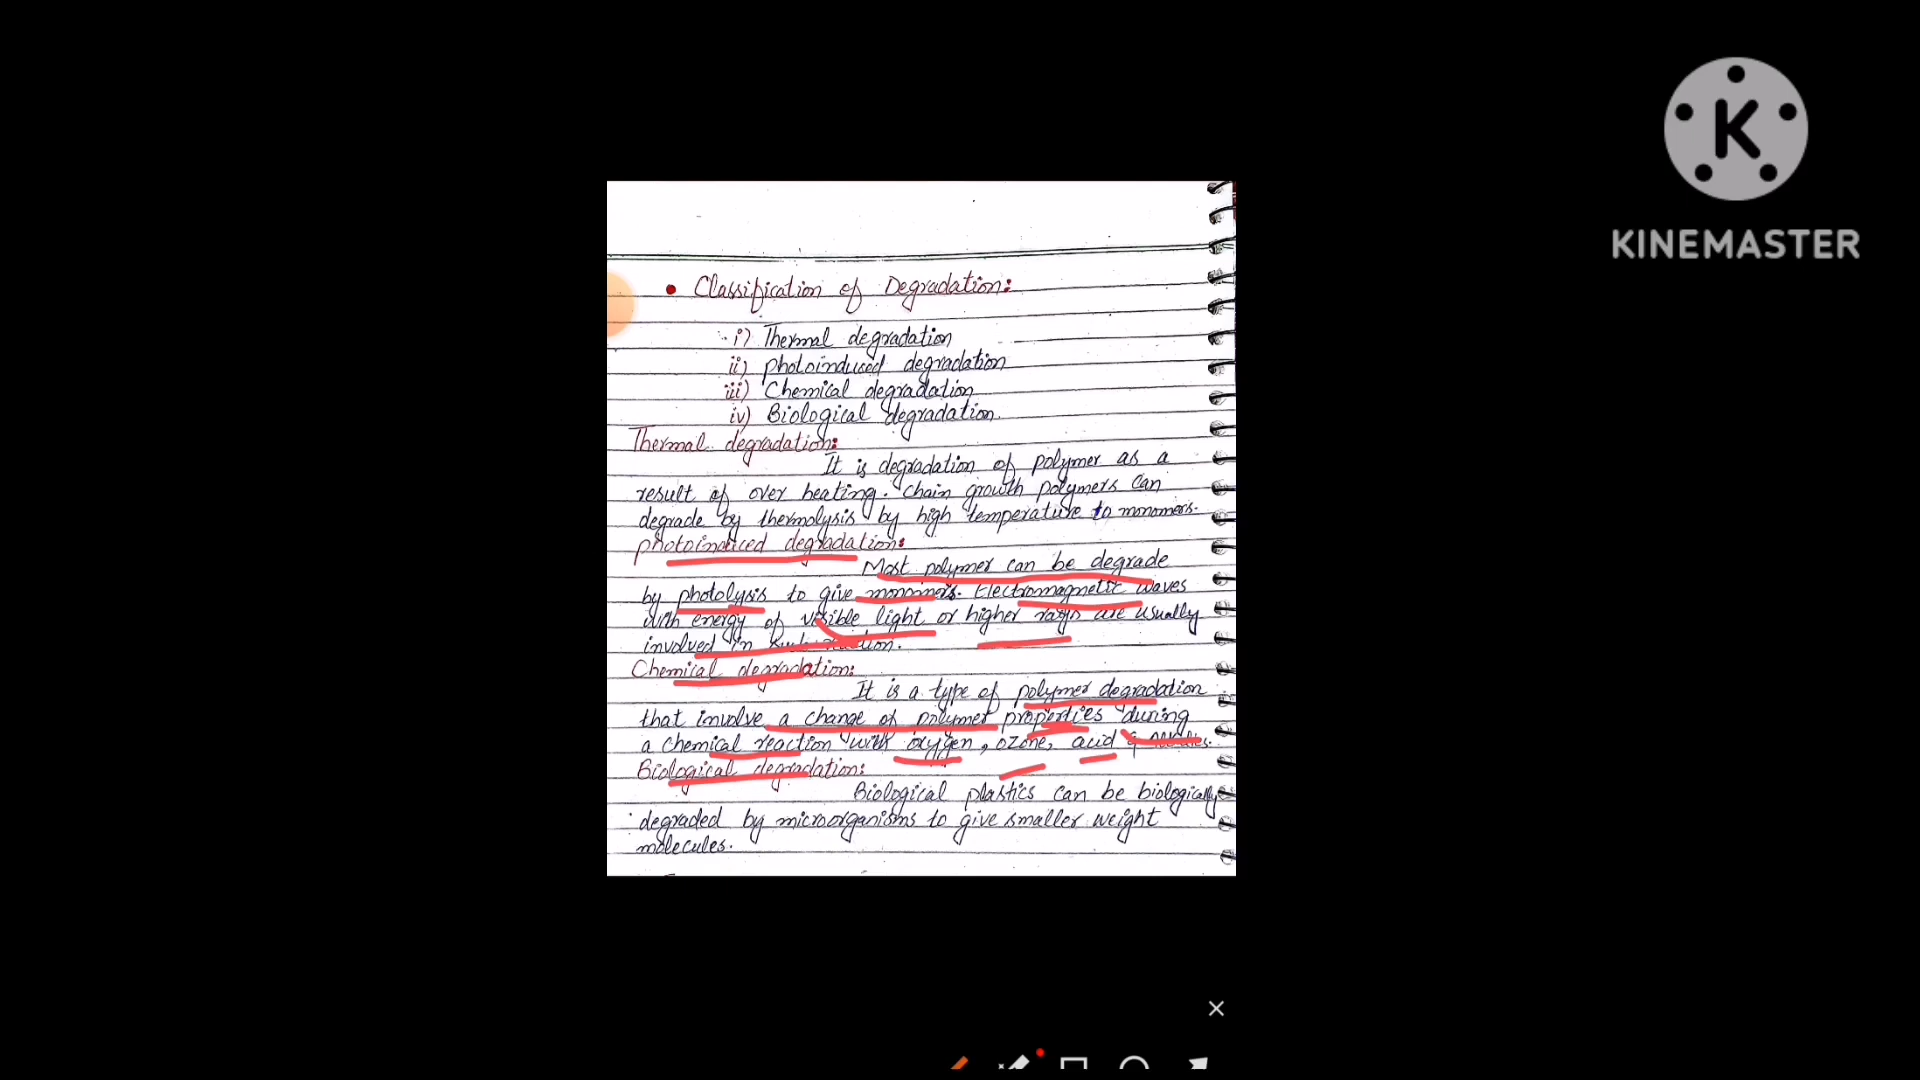 KINEMASTER
• Classification of Degradation:
i) Thermal degradation
ii) photoinduced degradation
iii) Chemical degradation
iv) Biological degradation.
Thermal degradation:
It is degradation of polymer as a
result of over heating. Chain growth polymers can
degrade by thermolysis by high temperature to monomers.
photoinduced degradation:
Most polymer can be degrade
by photolysis to give monomers. Electromagnetic waves
with energy of visible light or higher rays are usually
involved in such reaction.
Chemical degradation:
It is a type of polymer degradation
that involve a change of polymer properties during
a chemical reaction with oxygen, ozone, acid &
Biological degradation:
Biological plastics can be biologically
degraded by microorganisms to give smaller weight
molecules.